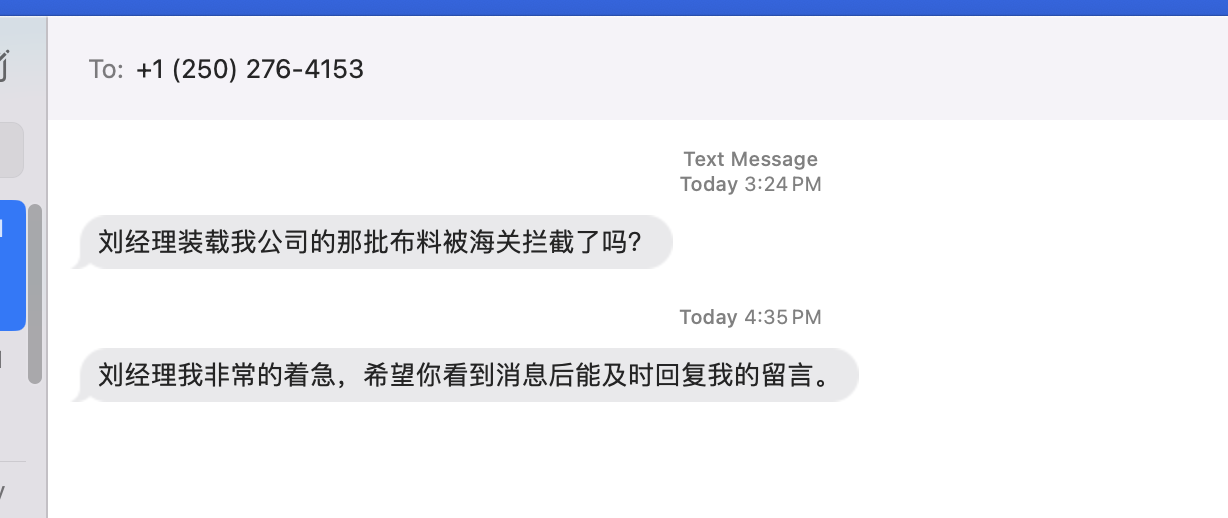 To: +1 (250) 276-4153
Text Message
Today 3:24 PM
刘经理装载我公司的那批布料被海关拦截了吗？
Today 4:35 PM
刘经理我非常的着急，希望你看到消息后能及时回复我的留言。